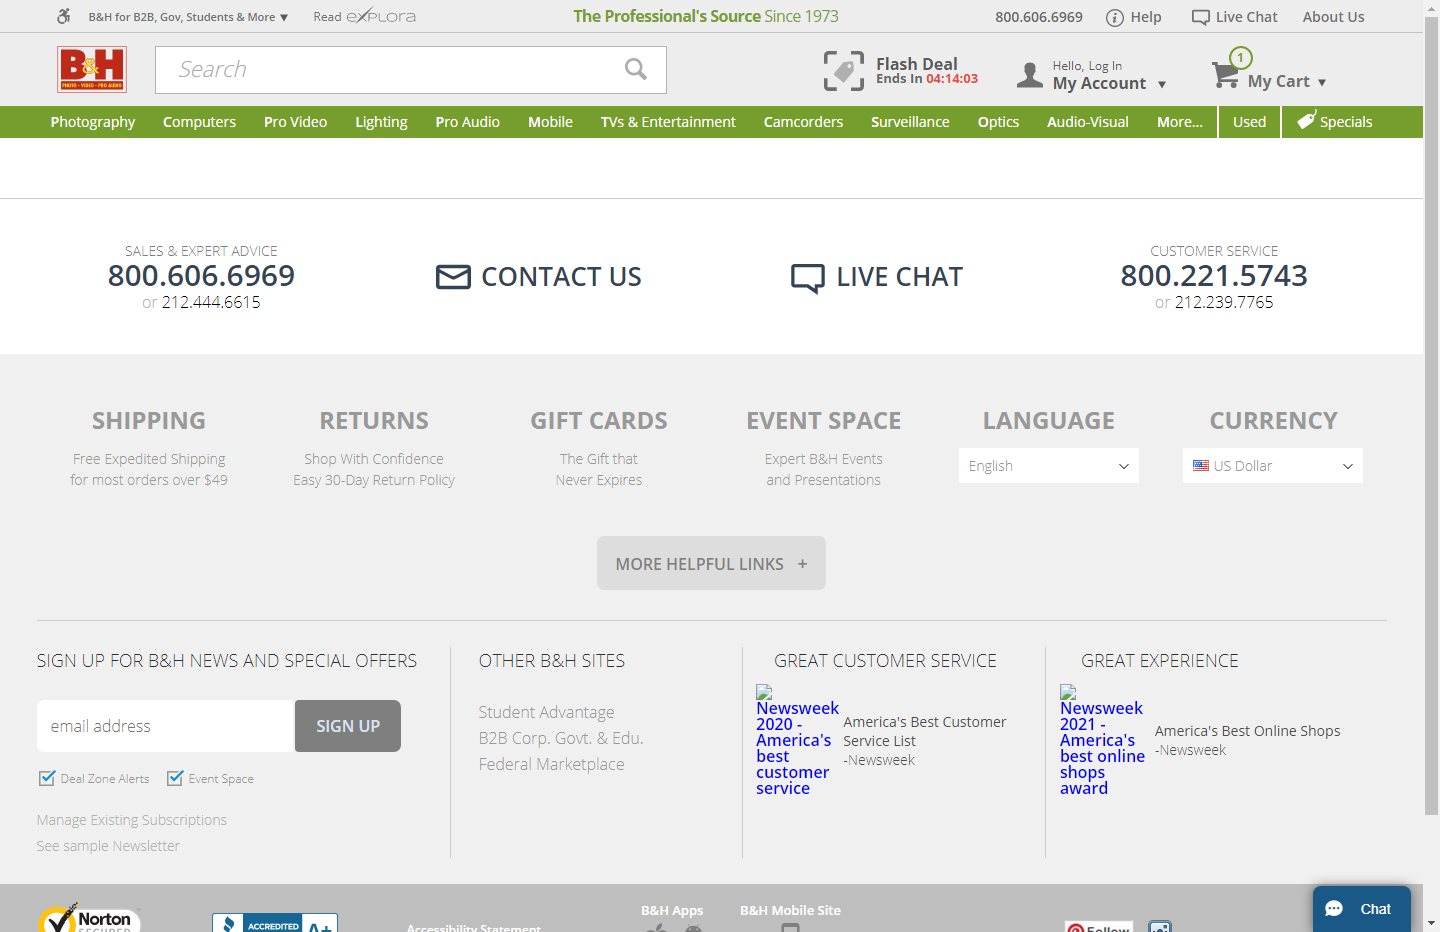 B&H for B2B, Gov, Students & More
Read explora
The Professional's Source Since 1973
800.606.6969
Help
Live Chat
About Us
B&H
PHOTO - VIDEO - PRO AUDIO
Search
Flash Deal
Ends In 04:14:03
Hello, Log In
My Account
1
My Cart
Photography
Computers
Pro Video
Lighting
Pro Audio
Mobile
TVs & Entertainment
Camcorders
Surveillance
Optics
Audio-Visual
More...
Used
Specials
SALES & EXPERT ADVICE
800.606.6969
or 212.444.6615
CONTACT US
LIVE CHAT
CUSTOMER SERVICE
800.221.5743
or 212.239.7765
SHIPPING
Free Expedited Shipping
for most orders over $49
RETURNS
Shop With Confidence
Easy 30-Day Return Policy
GIFT CARDS
The Gift that
Never Expires
EVENT SPACE
Expert B&H Events
and Presentations
LANGUAGE
English
CURRENCY
US Dollar
MORE HELPFUL LINKS +
SIGN UP FOR B&H NEWS AND SPECIAL OFFERS
email address
SIGN UP
Deal Zone Alerts
Event Space
Manage Existing Subscriptions
See sample Newsletter
OTHER B&H SITES
Student Advantage
B2B Corp. Govt. & Edu.
Federal Marketplace
GREAT CUSTOMER SERVICE
Newsweek
2020 -
America's
best
customer
service
America's Best Customer
Service List
-Newsweek
GREAT EXPERIENCE
Newsweek
2021 -
America's
best online
shops
award
America's Best Online Shops
-Newsweek
Norton
SECURED
ACCREDITED
A+
Accessibility Statement
B&H Apps
B&H Mobile Site
Follow
Chat